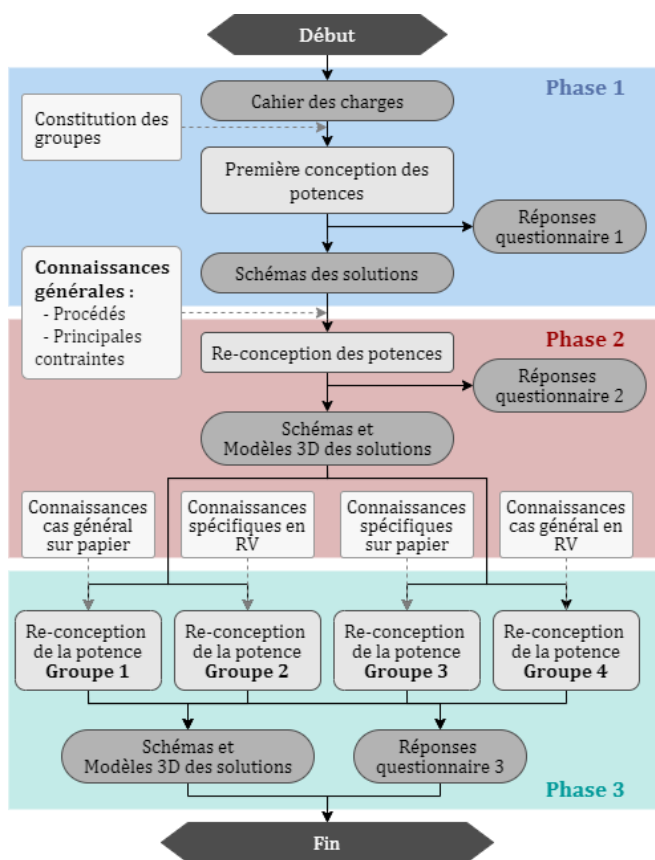 Début
Phase 1
Cahier des charges
Constitution des
groupes
Première conception des
potences
Réponses
questionnaire 1
Schémas des solutions
Connaissances
générales :
- Procédés
- Principales
contraintes
Phase 2
Re-conception des potences
Réponses
questionnaire 2
Schémas et
Modèles 3D des solutions
Connaissances
cas général
sur papier
Connaissances
spécifiques en
RV
Connaissances
spécifiques
sur papier
Connaissances
cas général en
RV
Re-conception
de la potence
Groupe 1
Re-conception
de la potence
Groupe 2
Re-conception
de la potence
Groupe 3
Re-conception
de la potence
Groupe 4
Schémas et
Modèles 3D des solutions
Réponses
questionnaire 3
Phase 3
Fin